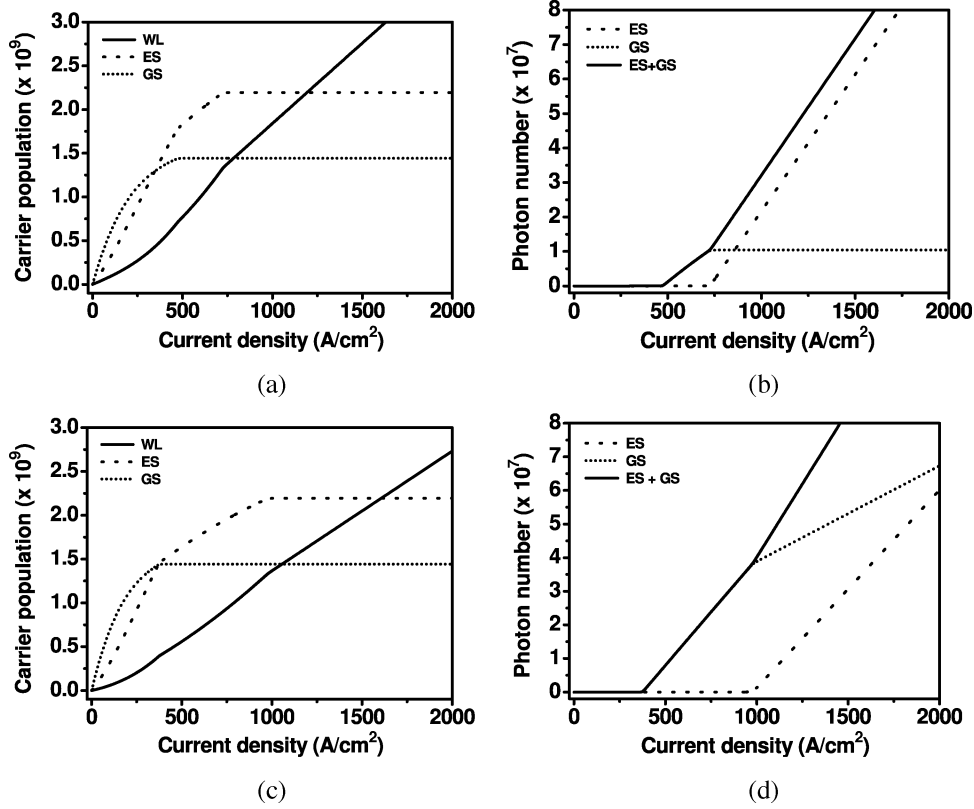 3.0
2.5
2.0
1.5
1.0
0.5
0.0
Carrier population (x 10⁹)
WL
ES
GS
0 500 1000 1500 2000
Current density (A/cm²)
(a)
8
7
6
5
4
3
2
1
0
Photon number (x 10⁷)
ES
GS
ES+GS
0 500 1000 1500 2000
Current density (A/cm²)
(b)
3.0
2.5
2.0
1.5
1.0
0.5
0.0
Carrier population (x 10⁹)
WL
ES
GS
0 500 1000 1500 2000
Current density (A/cm²)
(c)
8
7
6
5
4
3
2
1
0
Photon number (x 10⁷)
ES
GS
ES + GS
0 500 1000 1500 2000
Current density (A/cm²)
(d)